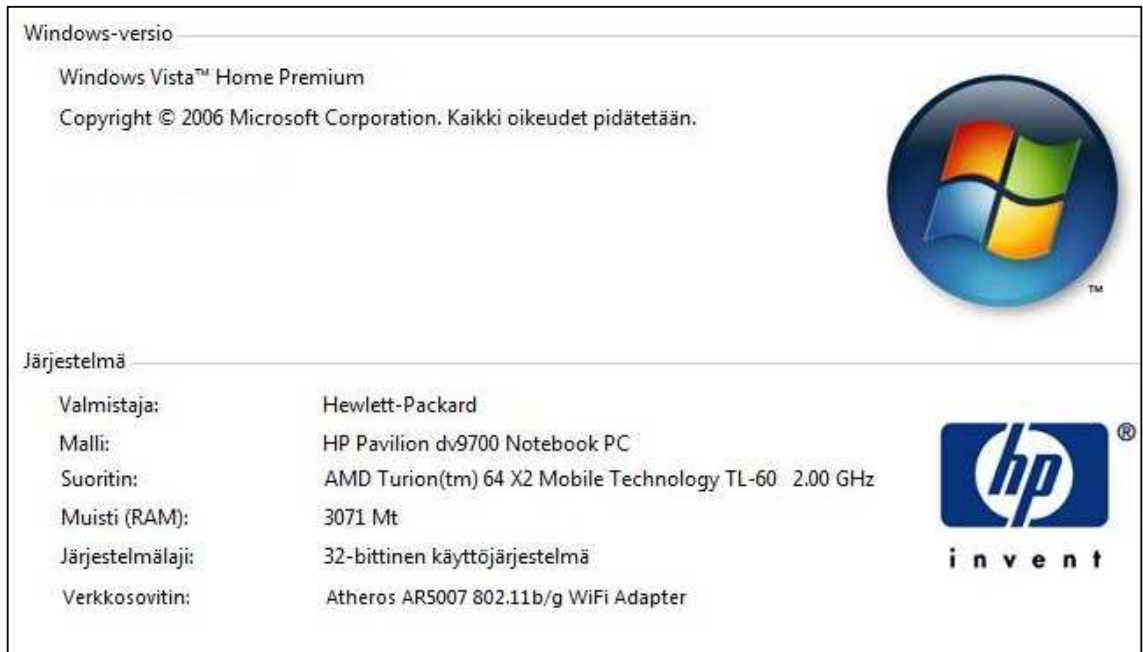 Windows-versio
Windows Vista™ Home Premium
Copyright © 2006 Microsoft Corporation. Kaikki oikeudet pidätetään.
TM
Järjestelmä
Valmistaja: Hewlett-Packard
Malli: HP Pavilion dv9700 Notebook PC
Suoritin: AMD Turion(tm) 64 X2 Mobile Technology TL-60 2.00 GHz
Muisti (RAM): 3071 Mt
Järjestelmälaji: 32-bittinen käyttöjärjestelmä
Verkkosovitin: Atheros AR5007 802.11b/g WiFi Adapter
hp ®
invent